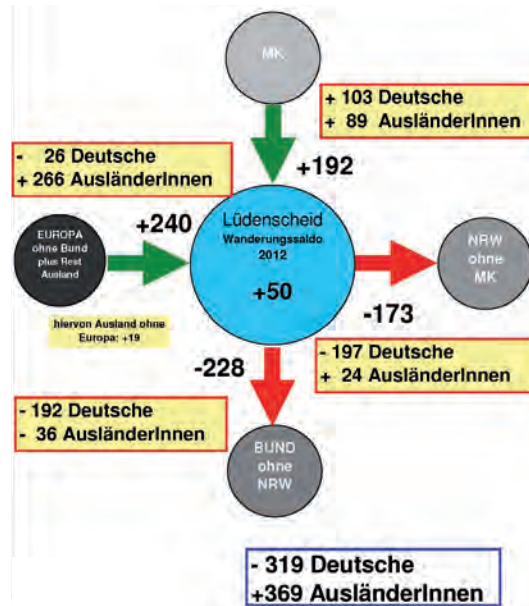 MK
+ 103 Deutsche
+ 89 AusländerInnen
- 26 Deutsche
+ 266 AusländerInnen
+192
EUROPA
ohne Bund
plus Rest
Ausland
+240
Lüdenscheid
Wanderungssaldo
2012
+50
NRW
ohne
MK
-173
hiervon Ausland ohne
Europa: +19
-228
- 197 Deutsche
+ 24 AusländerInnen
- 192 Deutsche
- 36 AusländerInnen
BUND
ohne
NRW
- 319 Deutsche
+369 AusländerInnen